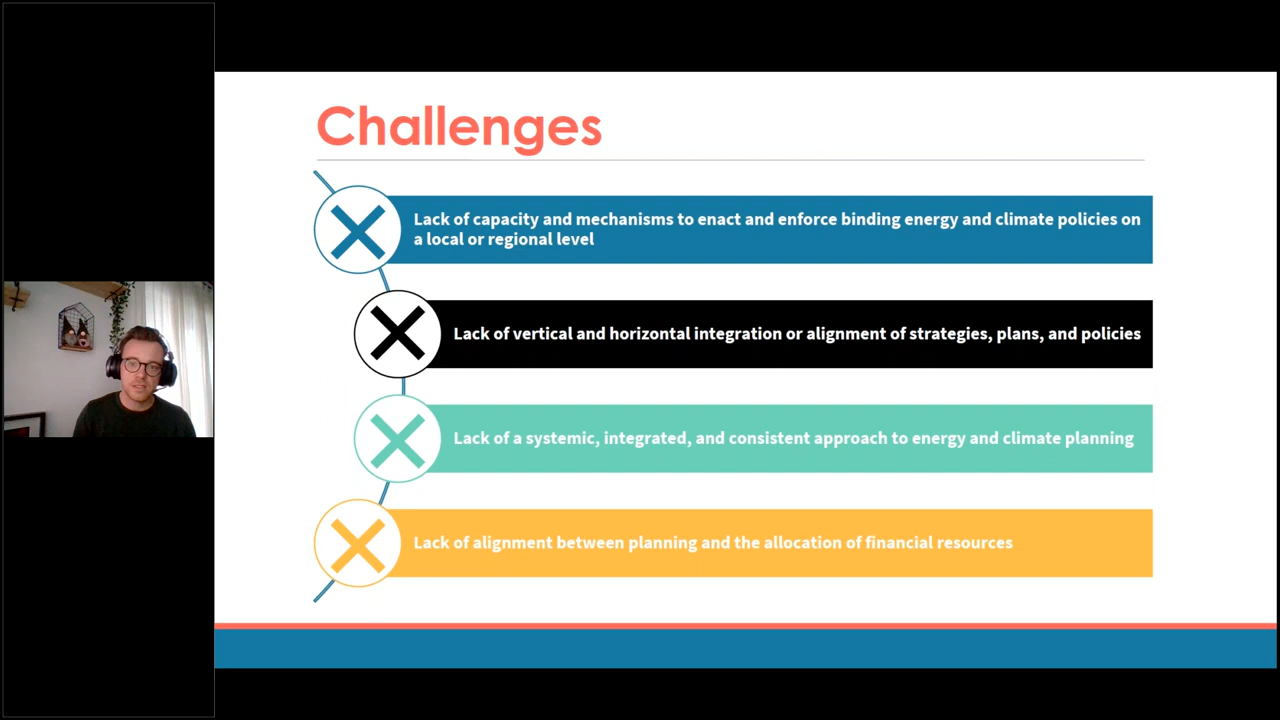 Challenges
Lack of capacity and mechanisms to enact and enforce binding energy and climate policies on
a local or regional level
Lack of vertical and horizontal integration or alignment of strategies, plans, and policies
Lack of a systemic, integrated, and consistent approach to energy and climate planning
Lack of alignment between planning and the allocation of financial resources